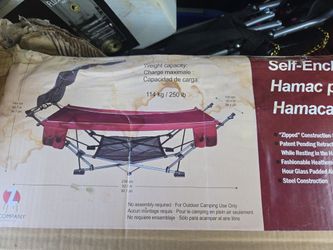 Weight capacity:
Charge maximale:
Capacidad de carga:
114 kg / 250 lb
Self-Encl
Hamac p
Hamaca
• "Zipped" Construction
Patent Pending Retract
While Resting in the H
• Fashionable Heather
Hour Glass Padded Ar
Steel Construction
COMPANY
No assembly required / For Outdoor Camping Use Only
Aucun montage requis - Pour le camping en plein air seulement.
No requiere ensemblaje - Sólo para acampar al aire libre